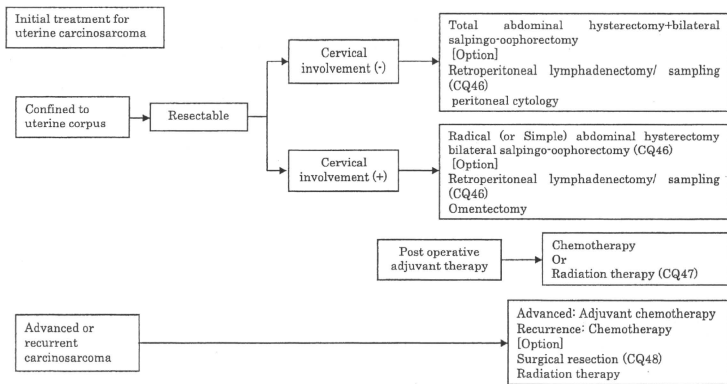 Initial treatment for
uterine carcinosarcoma
Confined to
uterine corpus
Resectable
Cervical
involvement (-)
Total abdominal hysterectomy+bilateral
salpingo-oophorectomy
[Option]
Retroperitoneal lymphadenectomy/ sampling
(CQ46)
peritoneal cytology
Cervical
involvement (+)
Radical (or Simple) abdominal hysterectomy
bilateral salpingo-oophorectomy (CQ46)
[Option]
Retroperitoneal lymphadenectomy/ sampling
(CQ46)
Omentectomy
Post operative
adjuvant therapy
Chemotherapy
Or
Radiation therapy (CQ47)
Advanced or
recurrent
carcinosarcoma
Advanced: Adjuvant chemotherapy
Recurrence: Chemotherapy
[Option]
Surgical resection (CQ48)
Radiation therapy